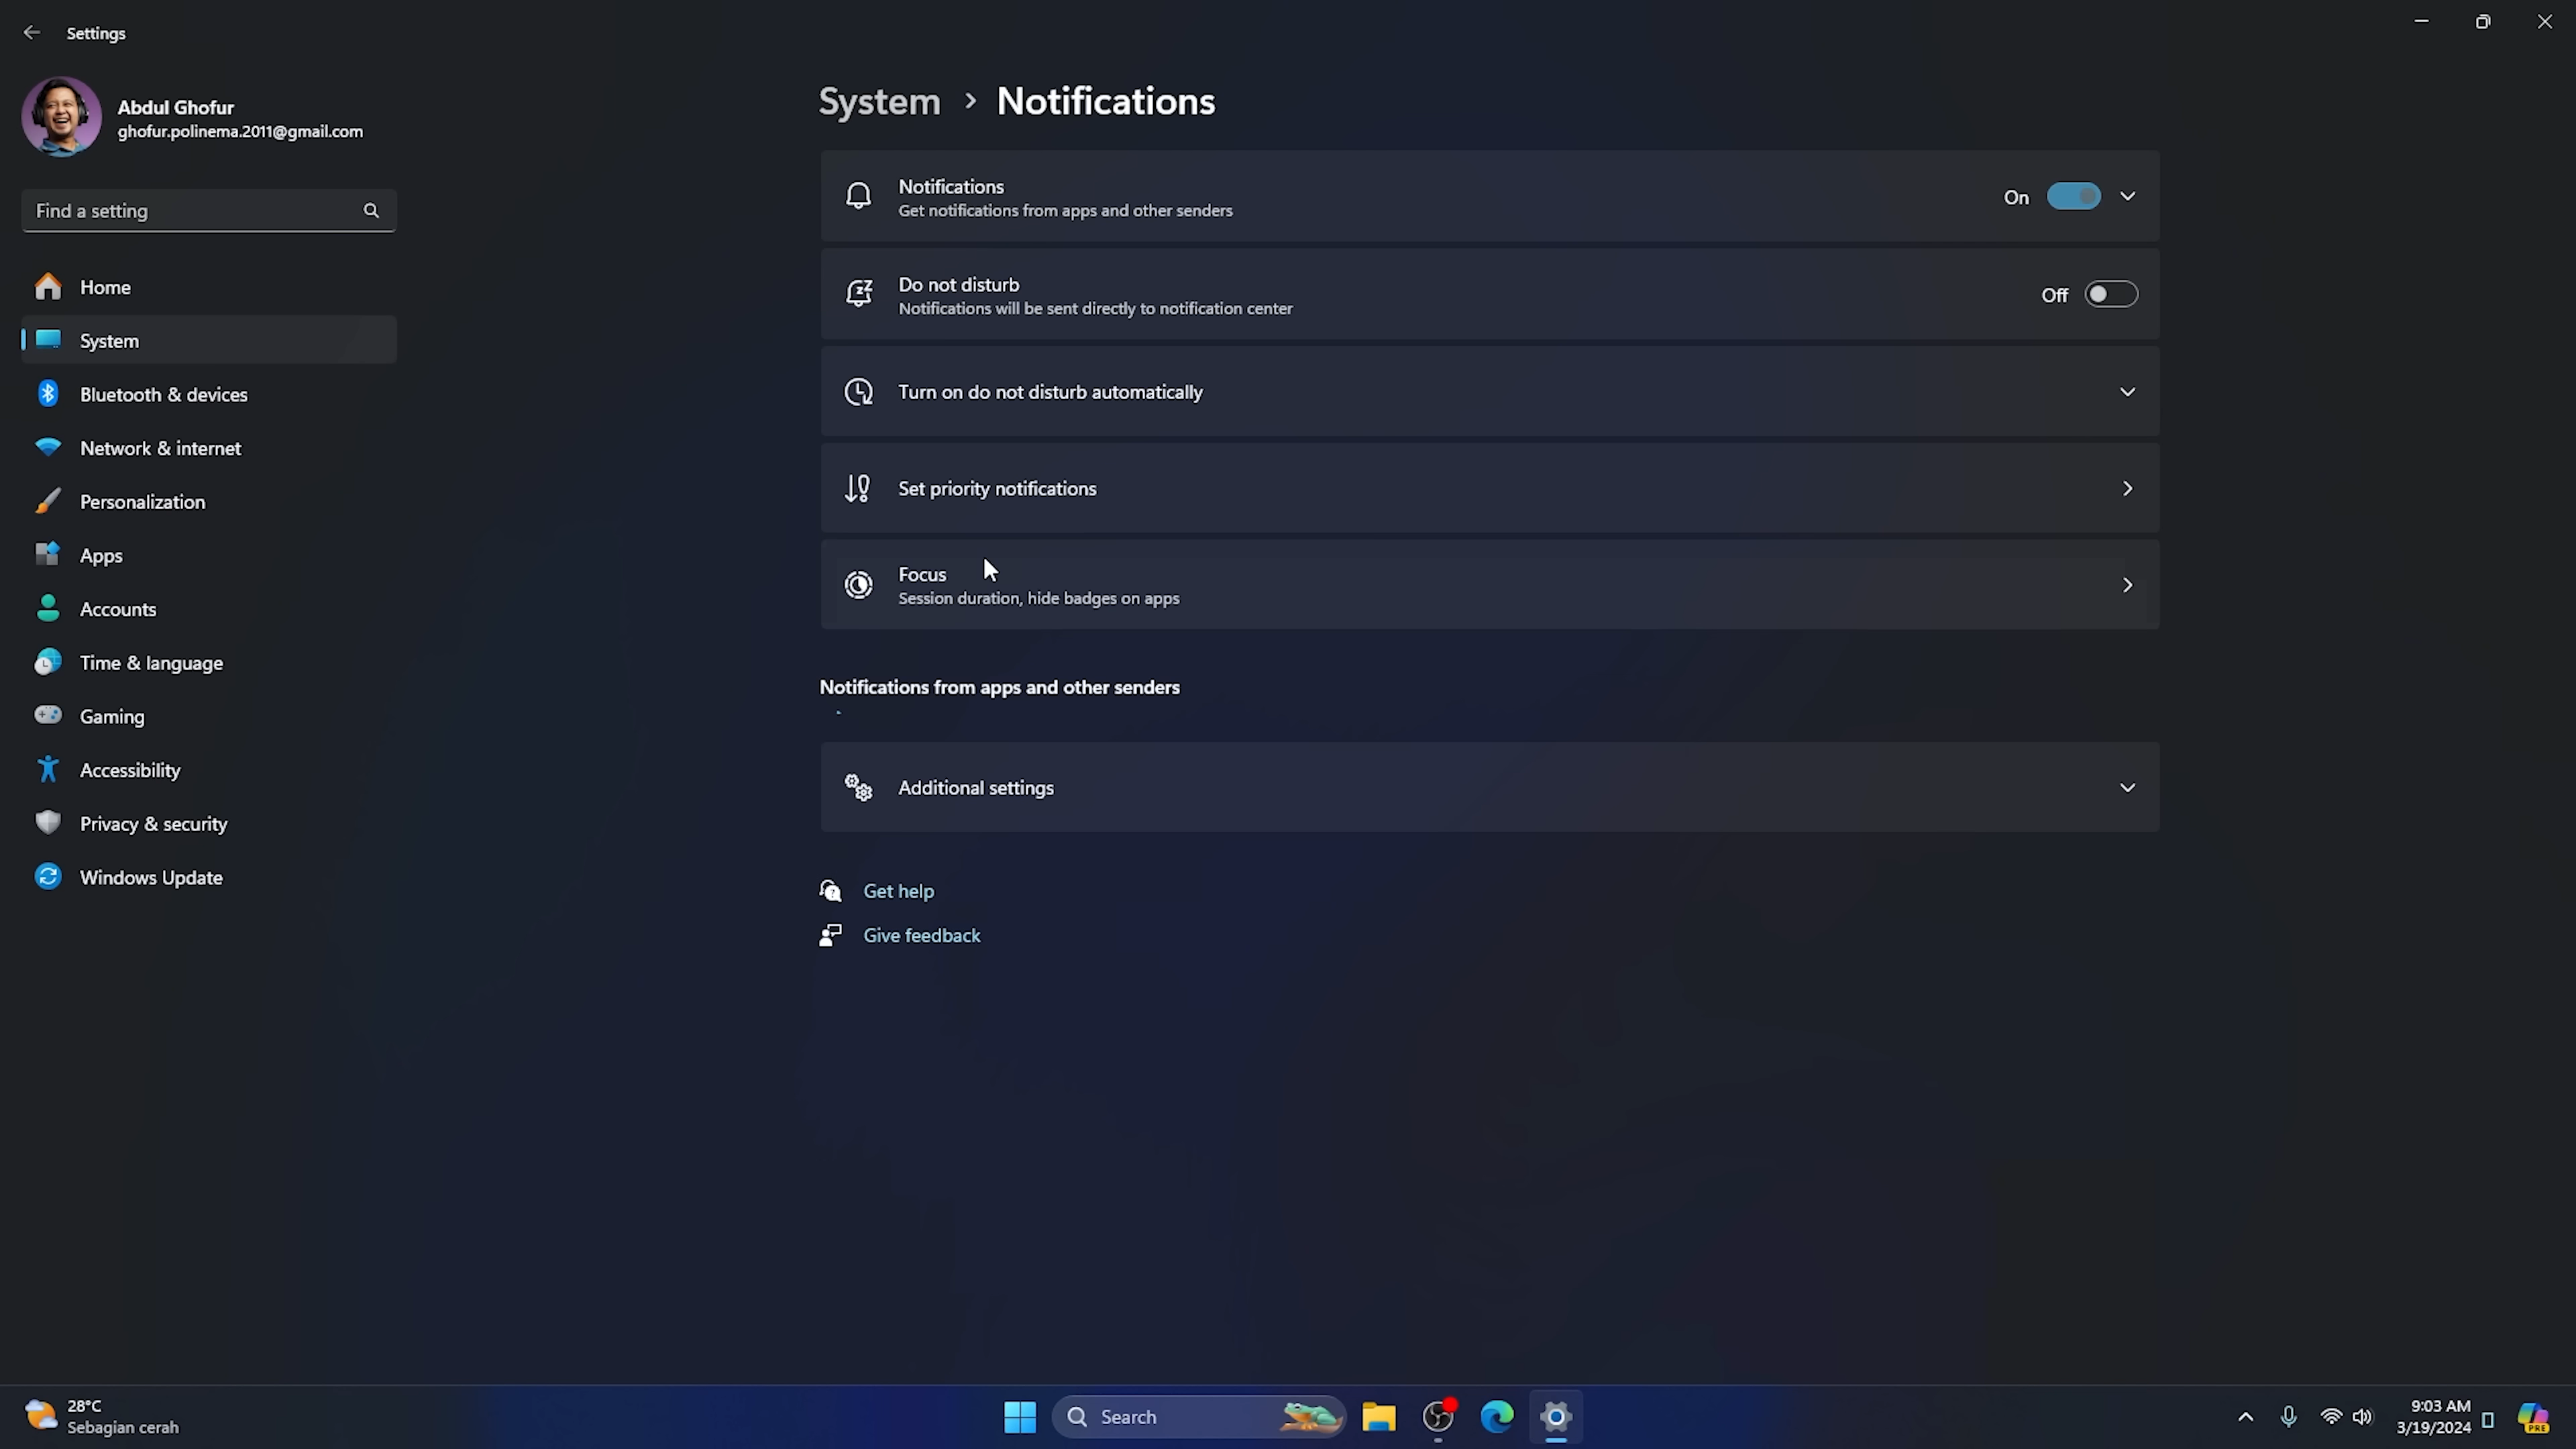 Settings
Abdul Ghofur
ghofur.polinema.2011@gmail.com
Find a setting
Home
System
Bluetooth & devices
Network & internet
Personalization
Apps
Accounts
Time & language
Gaming
Accessibility
Privacy & security
Windows Update
System > Notifications
Notifications
Get notifications from apps and other senders
On
Do not disturb
Notifications will be sent directly to notification center
Off
Turn on do not disturb automatically
Set priority notifications
Focus
Session duration, hide badges on apps
Notifications from apps and other senders
Additional settings
Get help
Give feedback
28°C
Sebagian cerah
Search
9:03 AM
3/19/2024
PRE